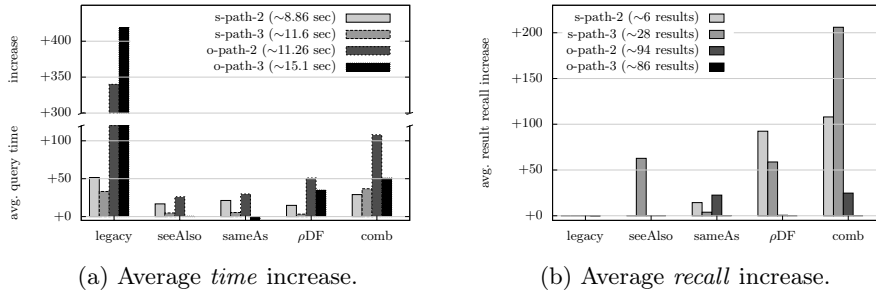 avg. query time increase
+400
+350
+300
+100
+50
+0
s-path-2 (~8.86 sec)
s-path-3 (~11.6 sec)
o-path-2 (~11.26 sec)
o-path-3 (~15.1 sec)
legacy seeAlso sameAs ρDF comb
(a) Average time increase.
avg. result recall increase
+200
+100
+50
+0
s-path-2 (~6 results)
s-path-3 (~28 results)
o-path-2 (~94 results)
o-path-3 (~86 results)
legacy seeAlso sameAs ρDF comb
(b) Average recall increase.